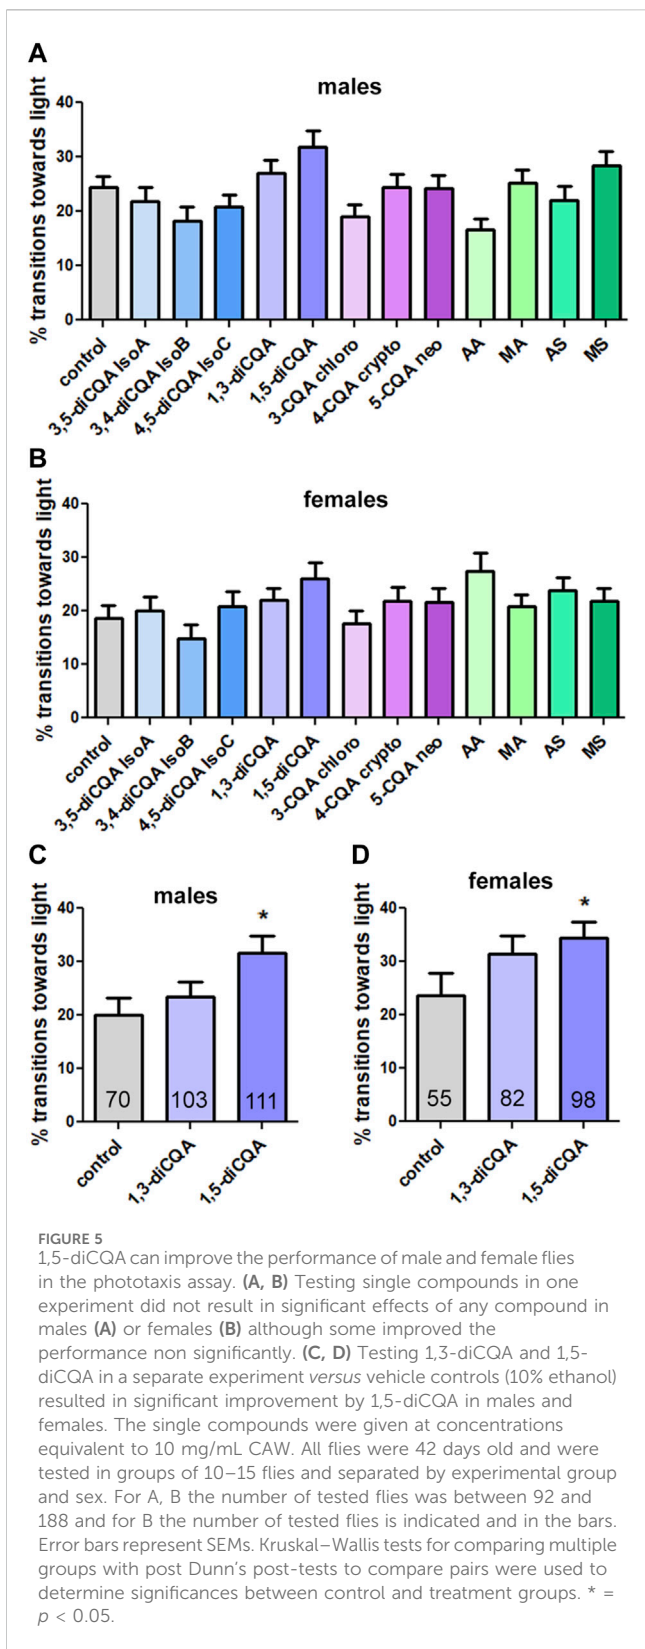 A
males
% transitions towards light
40
30
20
10
0
control
3,5-diCQA IsoA
3,4-diCQA IsoB
4,5-diCQA IsoC
1,3-diCQA
1,5-diCQA
3-CQA chloro
4-CQA crypto
5-CQA neo
AA
MA
AS
MS
B
females
% transitions towards light
40
30
20
10
0
control
3,5-diCQA IsoA
3,4-diCQA IsoB
4,5-diCQA IsoC
1,3-diCQA
1,5-diCQA
3-CQA chloro
4-CQA crypto
5-CQA neo
AA
MA
AS
MS
C
males
% transitions towards light
40
30
20
10
0
*
70
103
111
control
1,3-diCQA
1,5-diCQA
D
females
% transitions towards light
40
30
20
10
0
*
55
82
98
control
1,3-diCQA
1,5-diCQA
FIGURE 5
1,5-diCQA can improve the performance of male and female flies
in the phototaxis assay. (A, B) Testing single compounds in one
experiment did not result in significant effects of any compound in
males (A) or females (B) although some improved the
performance non significantly. (C, D) Testing 1,3-diCQA and 1,5-
diCQA in a separate experiment versus vehicle controls (10% ethanol)
resulted in significant improvement by 1,5-diCQA in males and
females. The single compounds were given at concentrations
equivalent to 10 mg/mL CAW. All flies were 42 days old and were
tested in groups of 10–15 flies and separated by experimental group
and sex. For A, B the number of tested flies was between 92 and
188 and for B the number of tested flies is indicated and in the bars.
Error bars represent SEMs. Kruskal–Wallis tests for comparing multiple
groups with post Dunn's post-tests to compare pairs were used to
determine significances between control and treatment groups. * =
p < 0.05.